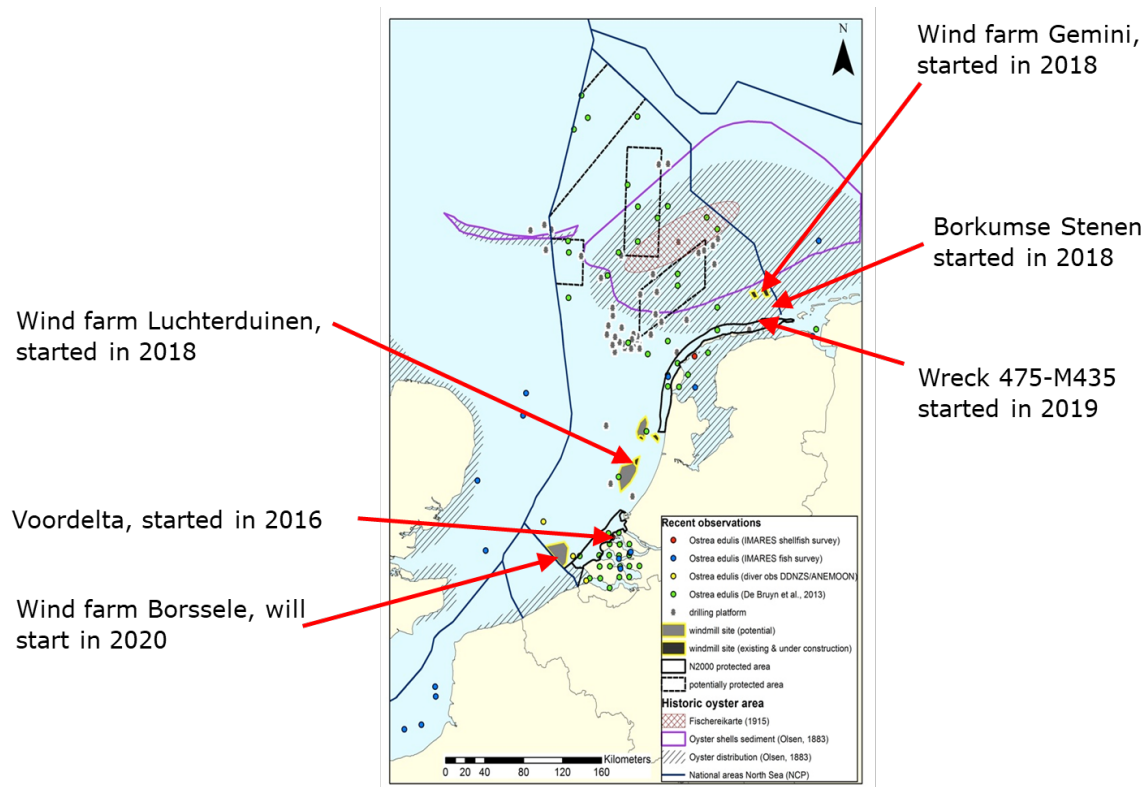 N
Wind farm Gemini,
started in 2018
Borkumse Stenen
started in 2018
Wind farm Luchterduinen,
started in 2018
Wreck 475-M435
started in 2019
Voordelta, started in 2016
Wind farm Borssele, will
start in 2020
Recent observations
Ostrea edulis (IMARES shellfish survey)
Ostrea edulis (IMARES fish survey)
Ostrea edulis (diver obs DDNZS/ANEMOON)
Ostrea edulis (De Bruyn et al., 2013)
drilling platform
windmill site (potential)
windmill site (existing & under construction)
N2000 protected area
potentially protected area
Historic oyster area
Fischereikarte (1915)
Oyster shells sediment (Olsen, 1883)
Oyster distribution (Olsen, 1883)
National areas North Sea (NCP)
Kilometers
0 20 40 80 120 160